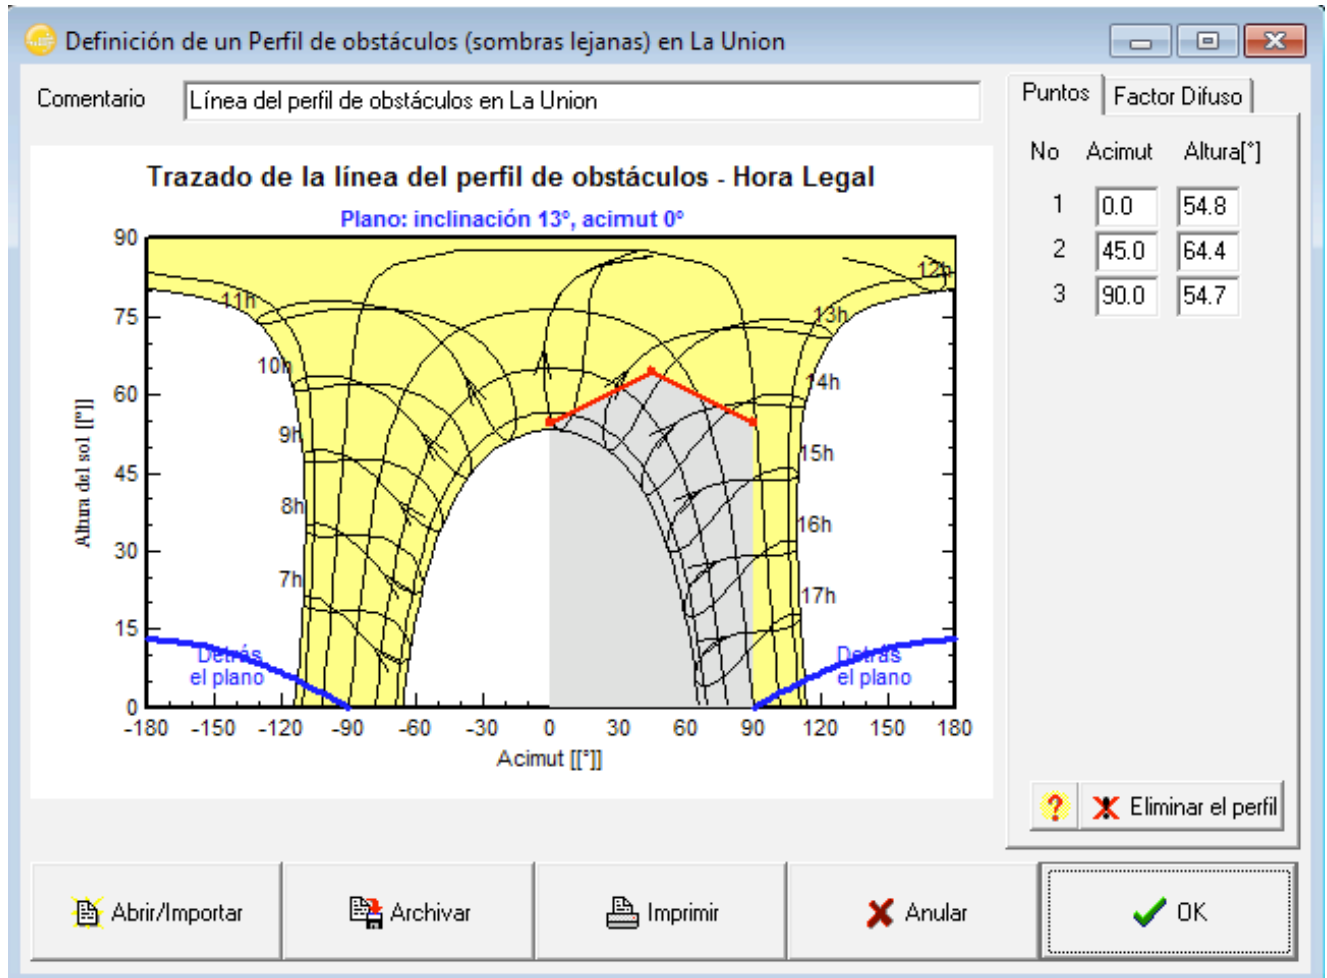 Definición de un Perfil de obstáculos (sombras lejanas) en La Union
Comentario
Línea del perfil de obstáculos en La Union
Puntos
Factor Difuso
No Acimut Altura[°]
1 0.0 54.8
2 45.0 64.4
3 90.0 54.7
Trazado de la línea del perfil de obstáculos - Hora Legal
Plano: inclinación 13°, acimut 0°
90
75
60
45
30
15
0
Altura del sol [[°]]
11h
10h
9h
8h
7h
12h
13h
14h
15h
16h
17h
Detrás
el plano
Detrás
el plano
-180 -150 -120 -90 -60 -30 0 30 60 90 120 150 180
Acimut [[°]]
?
Eliminar el perfil
Abrir/Importar
Archivar
Imprimir
Anular
OK